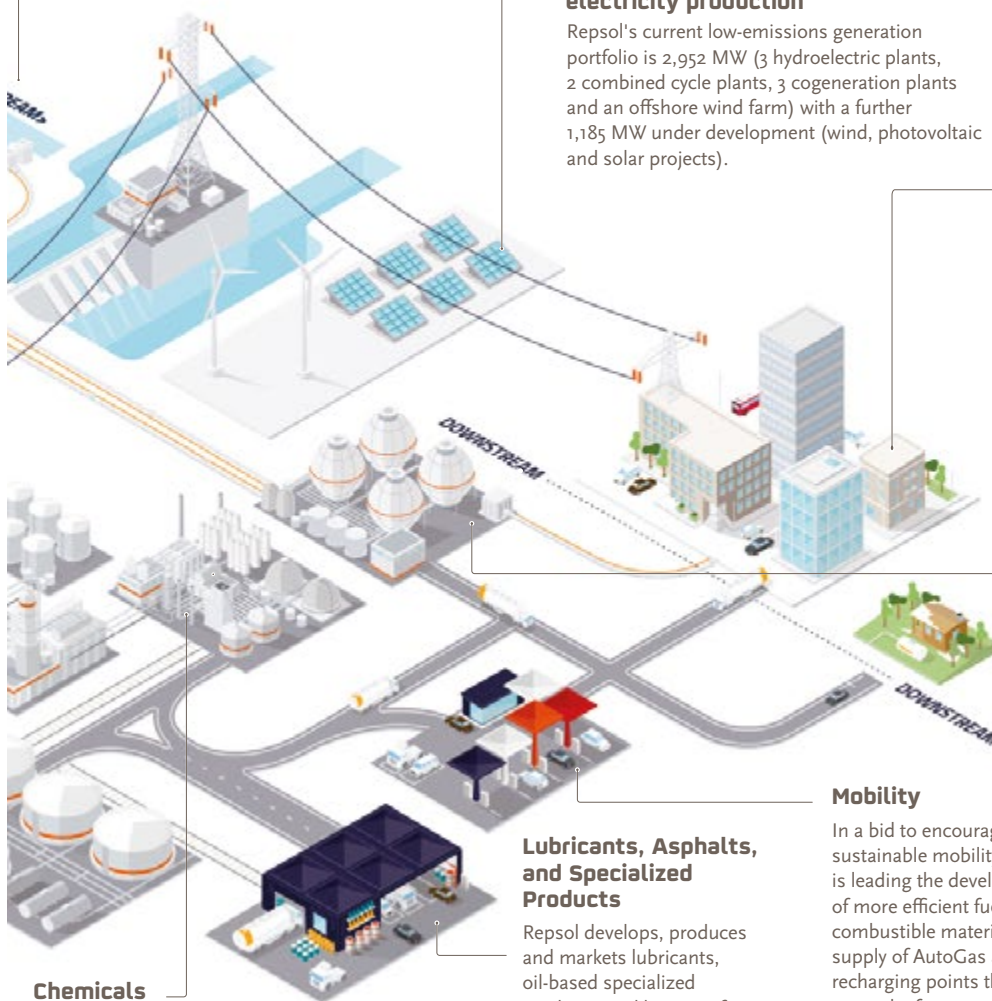 electricity production
Repsol's current low-emissions generation
portfolio is 2,952 MW (3 hydroelectric plants,
2 combined cycle plants, 3 cogeneration plants
and an offshore wind farm) with a further
1,185 MW under development (wind, photovoltaic
and solar projects).
DOWNSTREAM
DOWNSTREAM
Mobility
In a bid to encourag
sustainable mobilit
is leading the devel
of more efficient fue
combustible materi
supply of AutoGas
recharging points th
Lubricants, Asphalts,
and Specialized
Products
Repsol develops, produces
and markets lubricants,
oil-based specialized
Chemicals